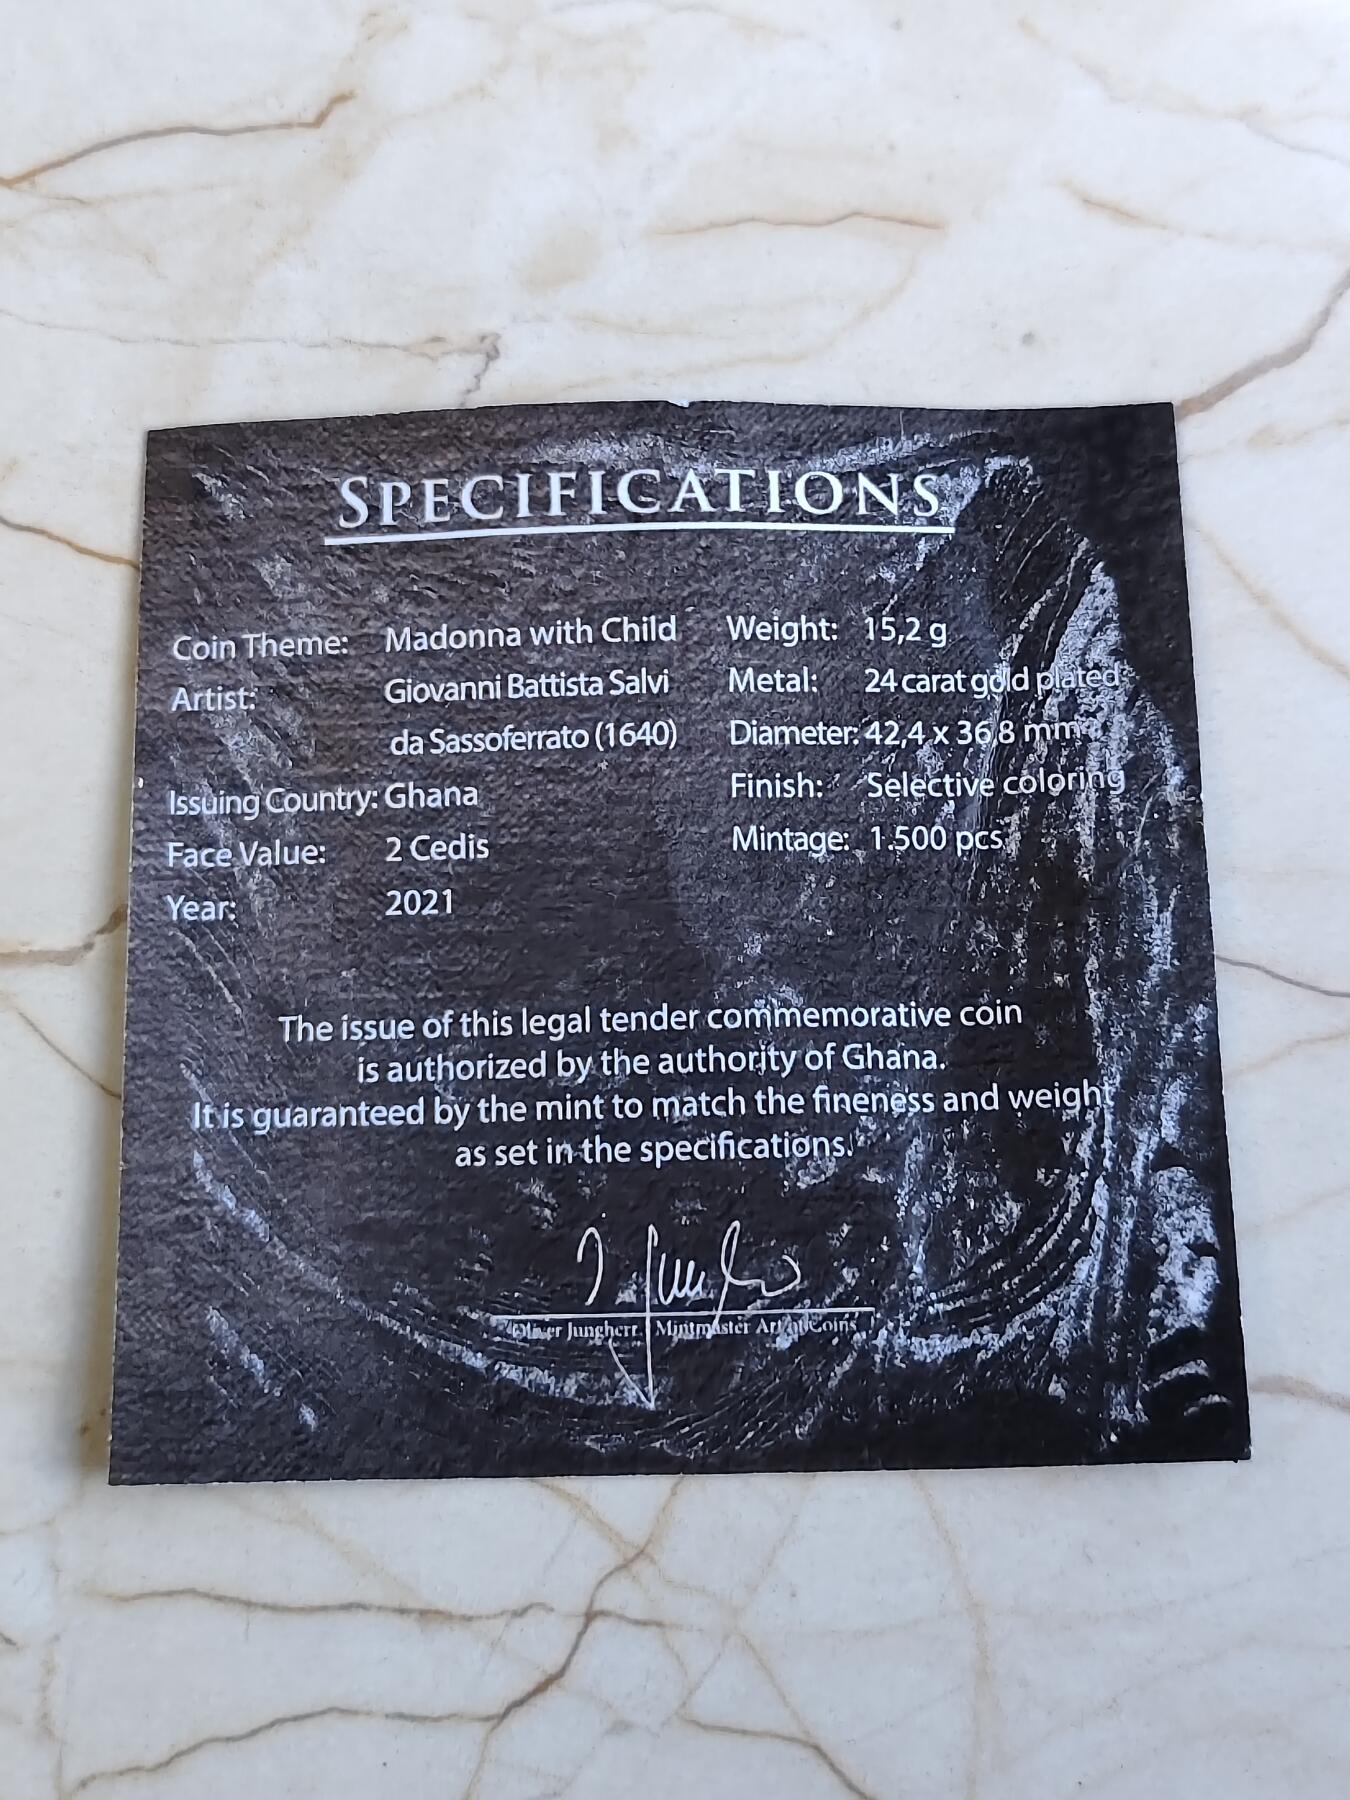 SPECIFICATIONS
Coin Theme: Madonna with Child
Artist: Giovanni Battista Salvi
da Sassoferrato (1640)
Issuing Country: Ghana
Face Value: 2 Cedis
Year: 2021
Weight: 15,2 g
Metal: 24 carat gold plated
Diameter: 42,4 x 36,8 mm
Finish: Selective coloring
Mintage: 1.500 pcs
The issue of this legal tender commemorative coin
is authorized by the authority of Ghana.
It is guaranteed by the mint to match the fineness and weight
as set in the specifications.
Oliver Jungherr Mintmaster Art of Coins